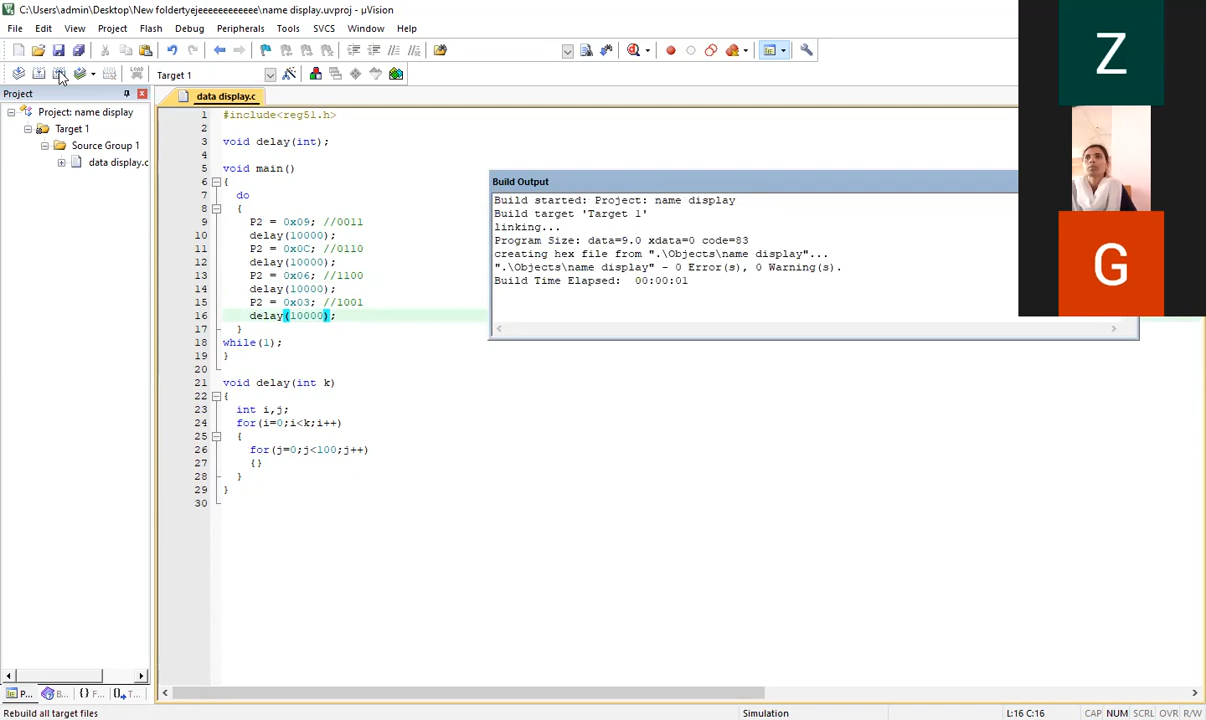 C:\Users\admin\Desktop\New foldertyejeeeeeeeeeeee\name display.uvproj - µVision
File Edit View Project Flash Debug Peripherals Tools SVCS Window Help
LOAD Target 1
Project
Project: name display
Target 1
Source Group 1
data display.c
data display.c
1 #include<reg51.h>
2
3 void delay(int);
4
5 void main()
6 {
7 do
8 {
9 P2 = 0x09; //0011
10 delay(10000);
11 P2 = 0x0C; //0110
12 delay(10000);
13 P2 = 0x06; //1100
14 delay(10000);
15 P2 = 0x03; //1001
16 delay(10000);
17 }
18 while(1);
19 }
20
21 void delay(int k)
22 {
23 int i,j;
24 for(i=0;i<k;i++)
25 {
26 for(j=0;j<100;j++)
27 {}
28 }
29 }
30
Build Output
Build started: Project: name display
Build target 'Target 1'
linking...
Program Size: data=9.0 xdata=0 code=83
creating hex file from ".\Objects\name display"...
".\Objects\name display" - 0 Error(s), 0 Warning(s).
Build Time Elapsed:  00:00:01
Z
G
P... B... {} F... T...
Rebuild all target files
Simulation
L:16 C:16
CAP NUM SCRL OVR R/W